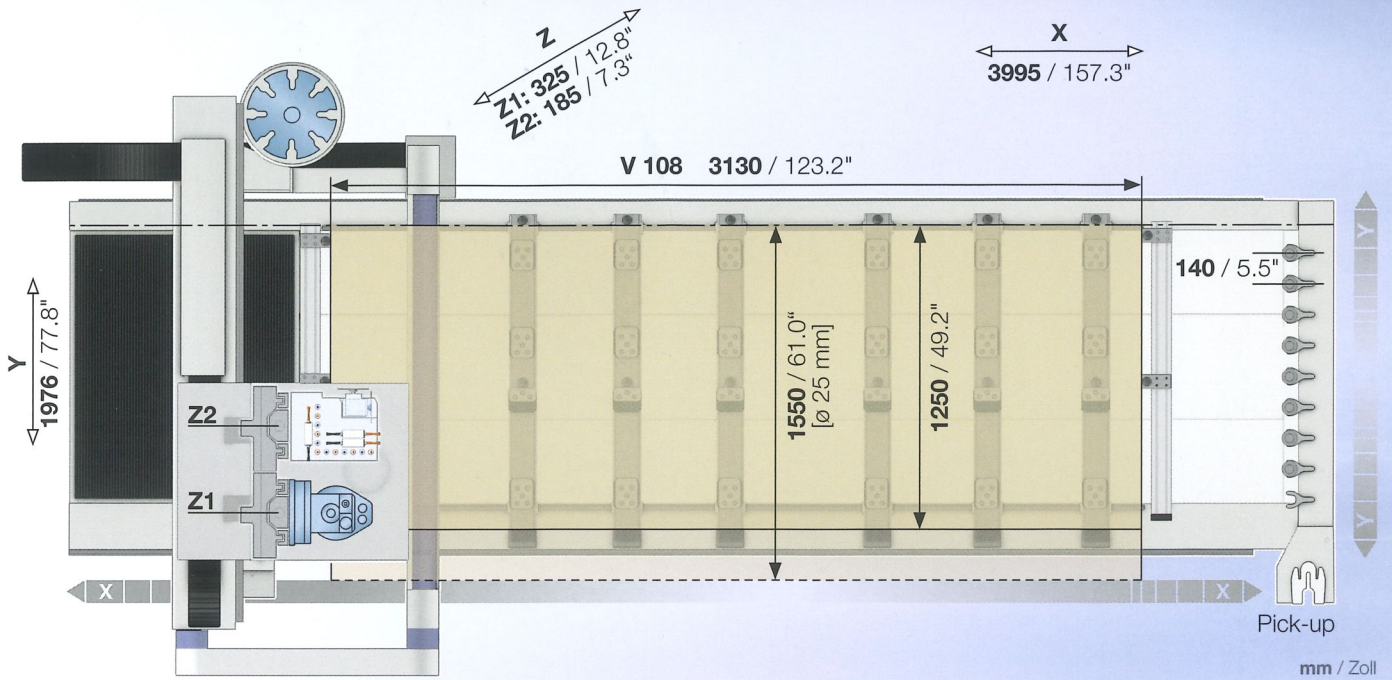 Z
Z1: 325 / 12.8"
Z2: 185 / 7.3“
X
3995 / 157.3"
V 108 3130 / 123.2"
Y
1976 / 77.8"
140 / 5.5"
Y
1550 / 61.0“
[ø 25 mm]
1250 / 49.2"
Z2
Z1
Y
X
X
Pick-up
mm / Zoll